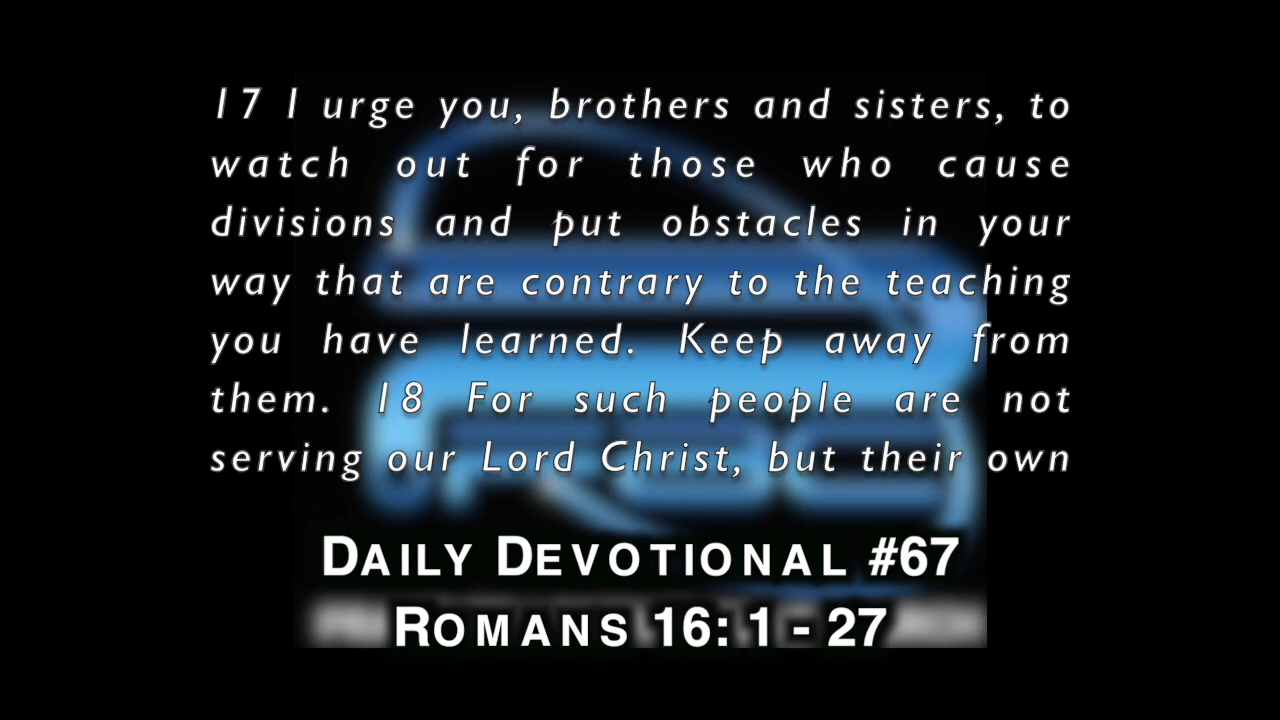 17 I urge you, brothers and sisters, to
watch out for those who cause
divisions and put obstacles in your
way that are contrary to the teaching
you have learned. Keep away from
them. 18 For such people are not
serving our Lord Christ, but their own
DAILY DEVOTIONAL #67
ROMANS 16: 1 - 27